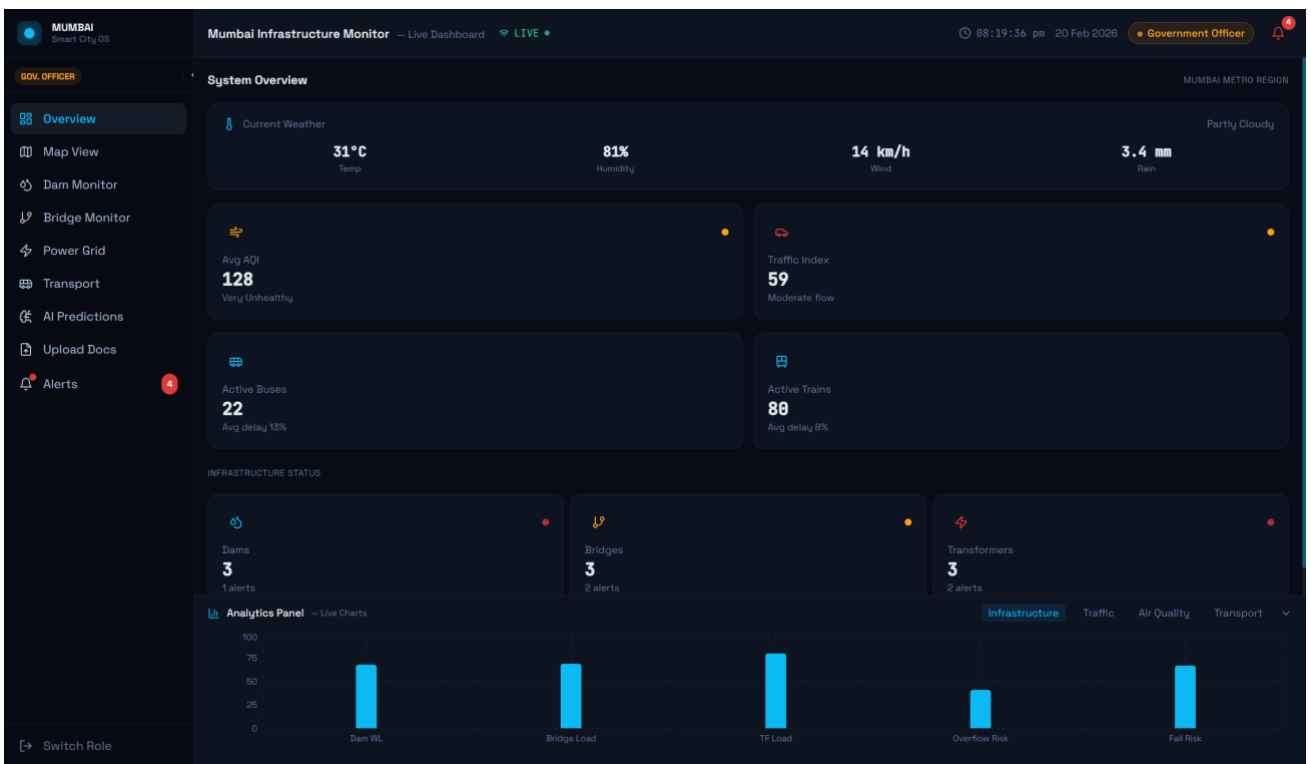 MUMBAI
Smart City OS
GOV. OFFICER
Overview
Map View
Dam Monitor
Bridge Monitor
Power Grid
Transport
AI Predictions
Upload Docs
Alerts 4
Switch Role
Mumbai Infrastructure Monitor — Live Dashboard LIVE 08:19:36 pm 20 Feb 2026 Government Officer 4
System Overview MUMBAI METRO REGION
Current Weather Partly Cloudy
31°C 81% 14 km/h 3.4 mm
Temp Humidity Wind Rain
Avg AQI
128
Very Unhealthy
Traffic Index
59
Moderate flow
Active Buses
22
Avg delay 13%
Active Trains
80
Avg delay 8%
INFRASTRUCTURE STATUS
Dams
3
1 alerts
Bridges
3
2 alerts
Transformers
3
2 alerts
Analytics Panel — Live Charts Infrastructure Traffic Air Quality Transport
100
75
50
25
0
Dam WL Bridge Load TF Load Overflow Risk Fail Risk